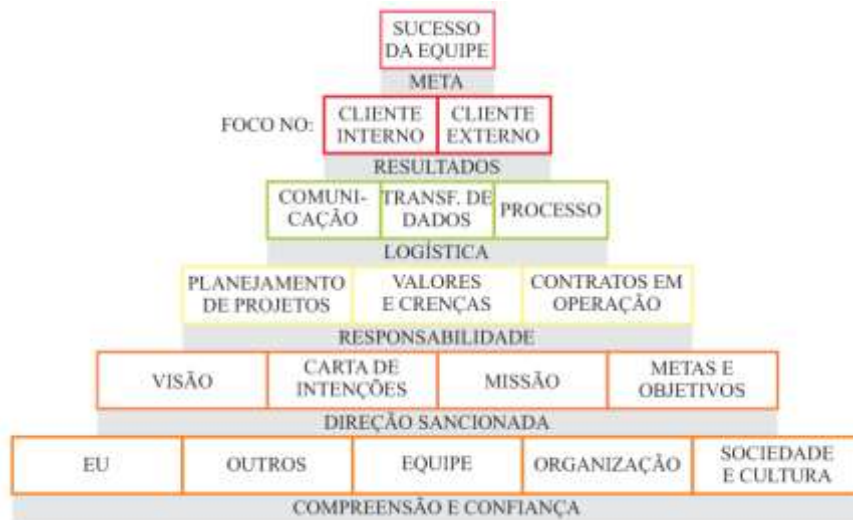 SUCESSO
DA EQUIPE
META
FOCO NO:
CLIENTE
INTERNO
CLIENTE
EXTERNO
RESULTADOS
COMUNI-
CAÇÃO
TRANSF. DE
DADOS
PROCESSO
LOGÍSTICA
PLANEJAMENTO
DE PROJETOS
VALORES
E CRENÇAS
CONTRATOS EM
OPERAÇÃO
RESPONSABILIDADE
VISÃO
CARTA DE
INTENÇÕES
MISSÃO
METAS E
OBJETIVOS
DIREÇÃO SANCIONADA
EU
OUTROS
EQUIPE
ORGANIZAÇÃO
SOCIEDADE
E CULTURA
COMPREENSÃO E CONFIANÇA